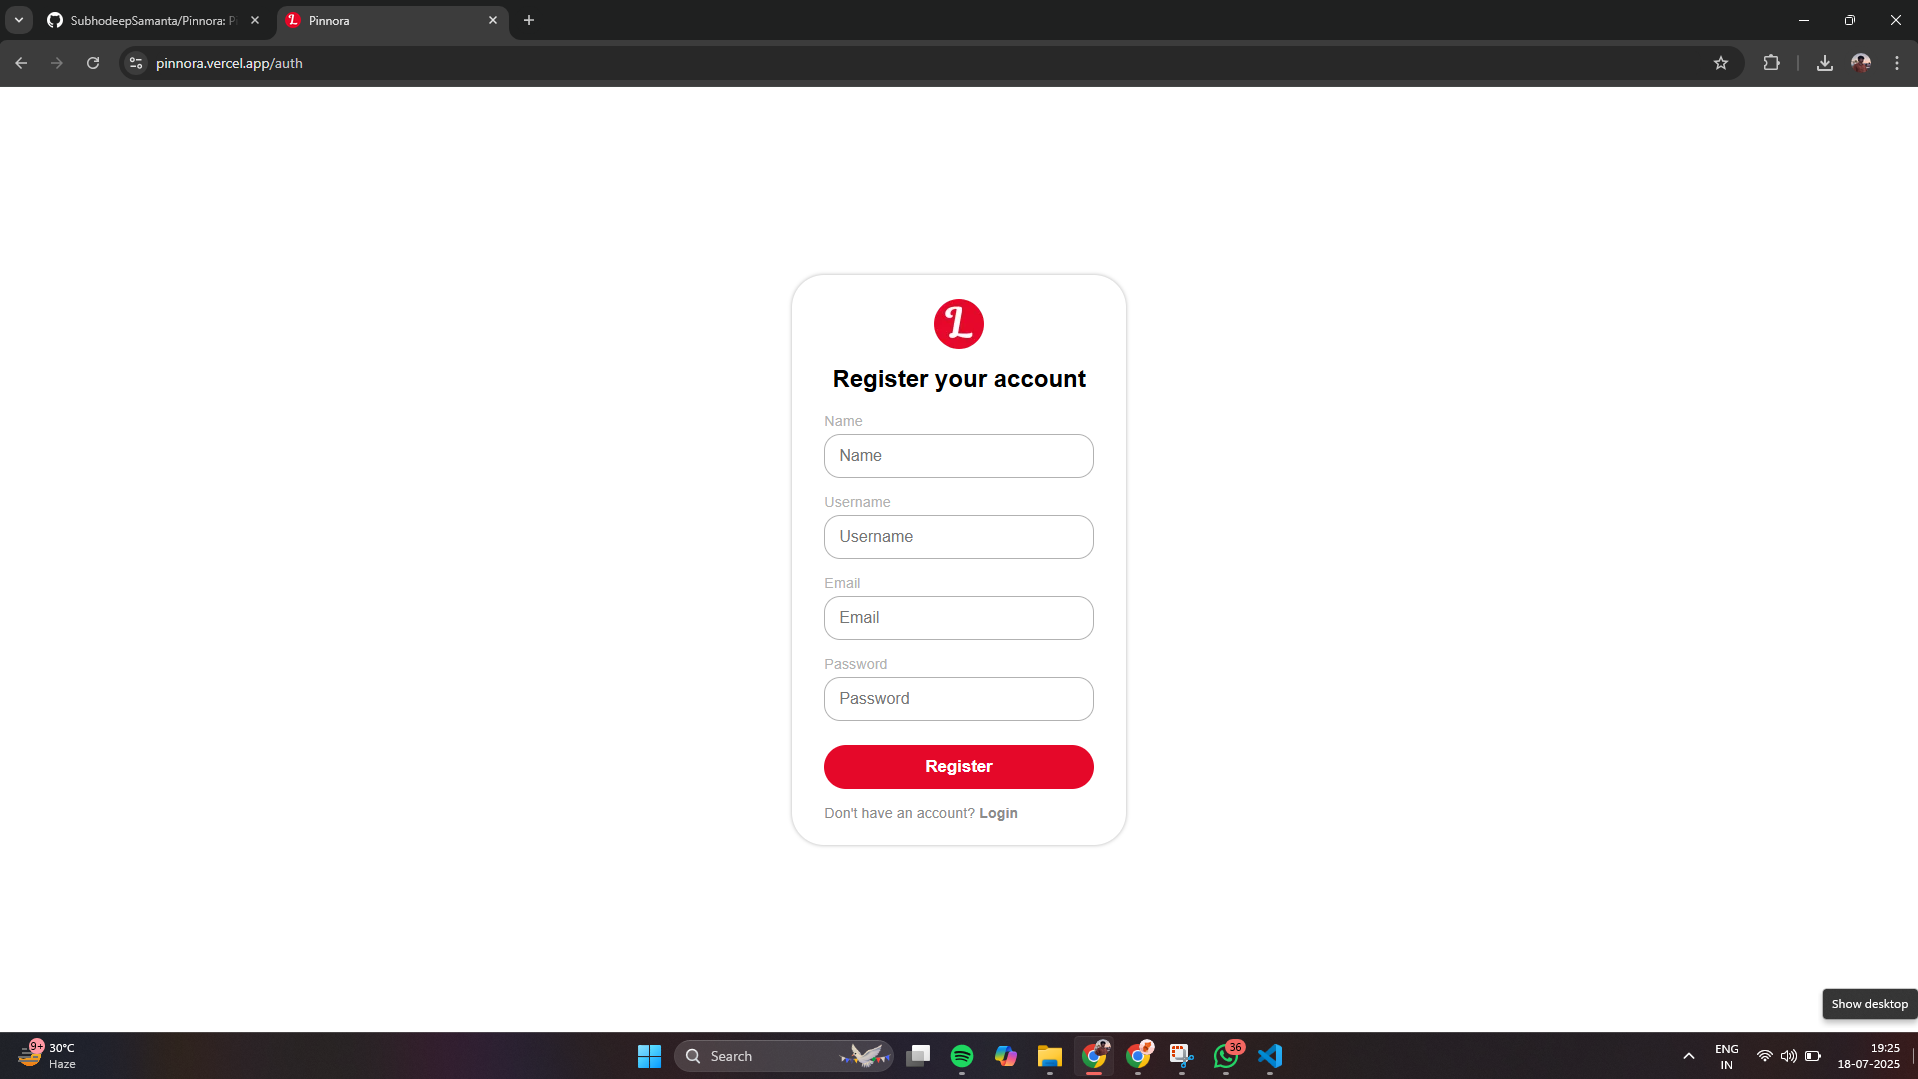 SubhodeepSamanta/Pinnora: P
Pinnora
pinnora.vercel.app/auth
L
Register your account
Name
Name
Username
Username
Email
Email
Password
Password
Register
Don't have an account? Login
Show desktop
9+
30°C
Haze
Search
36
ENG
IN
19:25
18-07-2025